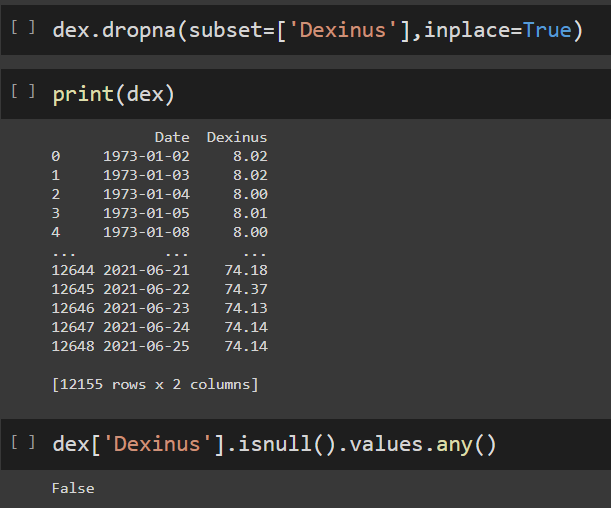 [ ] dex.dropna(subset=['Dexinus'],inplace=True)
[ ] print(dex)
Date Dexinus
0 1973-01-02 8.02
1 1973-01-03 8.02
2 1973-01-04 8.00
3 1973-01-05 8.01
4 1973-01-08 8.00
... ... ...
12644 2021-06-21 74.18
12645 2021-06-22 74.37
12646 2021-06-23 74.13
12647 2021-06-24 74.14
12648 2021-06-25 74.14
[12155 rows x 2 columns]
[ ] dex['Dexinus'].isnull().values.any()
False